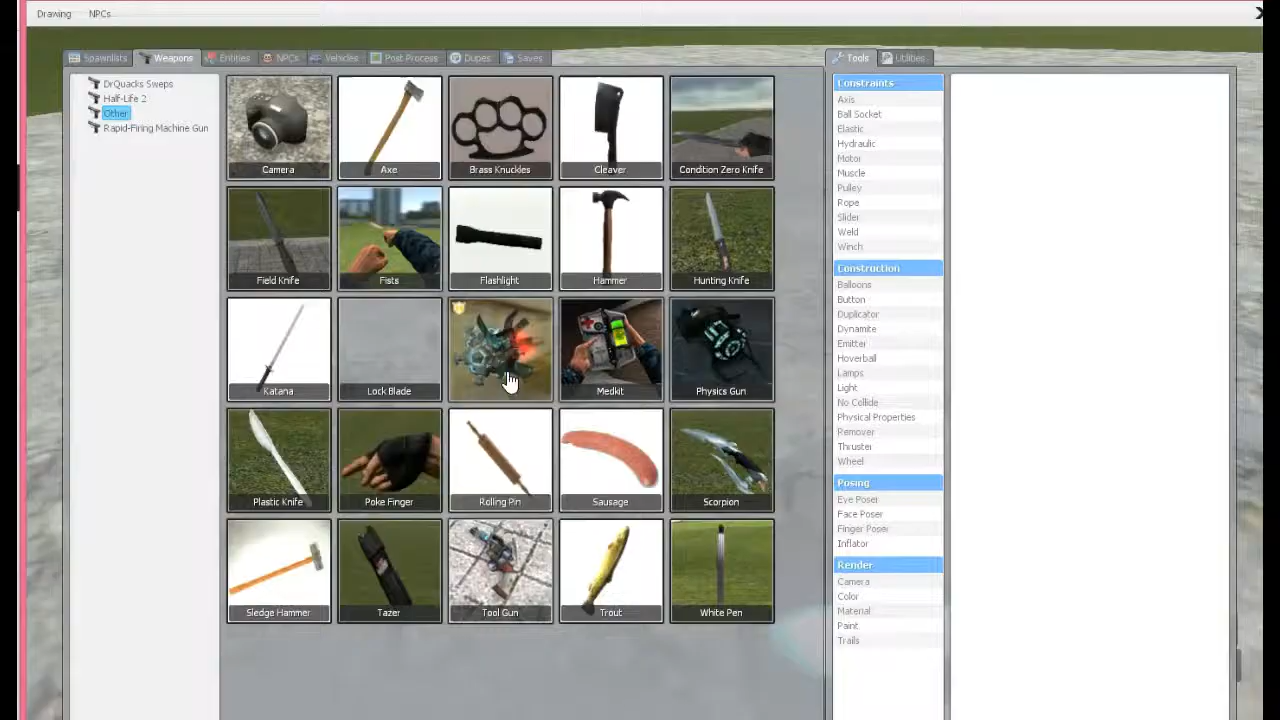 Drawing NPCs
Spawnlists Weapons Entities NPCs Vehicles Post Process Dupes Saves
Tools Utilities
DrQuacks Sweps
Half-Life 2
Other
Rapid-Firing Machine Gun
Camera Axe Brass Knuckles Cleaver Condition Zero Knife
Field Knife Fists Flashlight Hammer Hunting Knife
Katana Lock Blade Medkit Physics Gun
Plastic Knife Poke Finger Rolling Pin Sausage Scorpion
Sledge Hammer Tazer Tool Gun Trout White Pen
Constraints
Axis
Ball Socket
Elastic
Hydraulic
Motor
Muscle
Pulley
Rope
Slider
Weld
Winch
Construction
Balloons
Button
Duplicator
Dynamite
Emitter
Hoverball
Lamps
Light
No Collide
Physical Properties
Remover
Thruster
Wheel
Posing
Eye Poser
Face Poser
Finger Poser
Inflator
Render
Camera
Color
Material
Paint
Trails